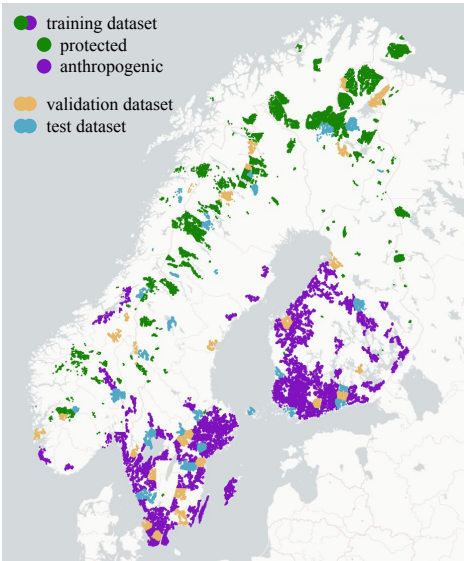 training dataset
protected
anthropogenic
validation dataset
test dataset